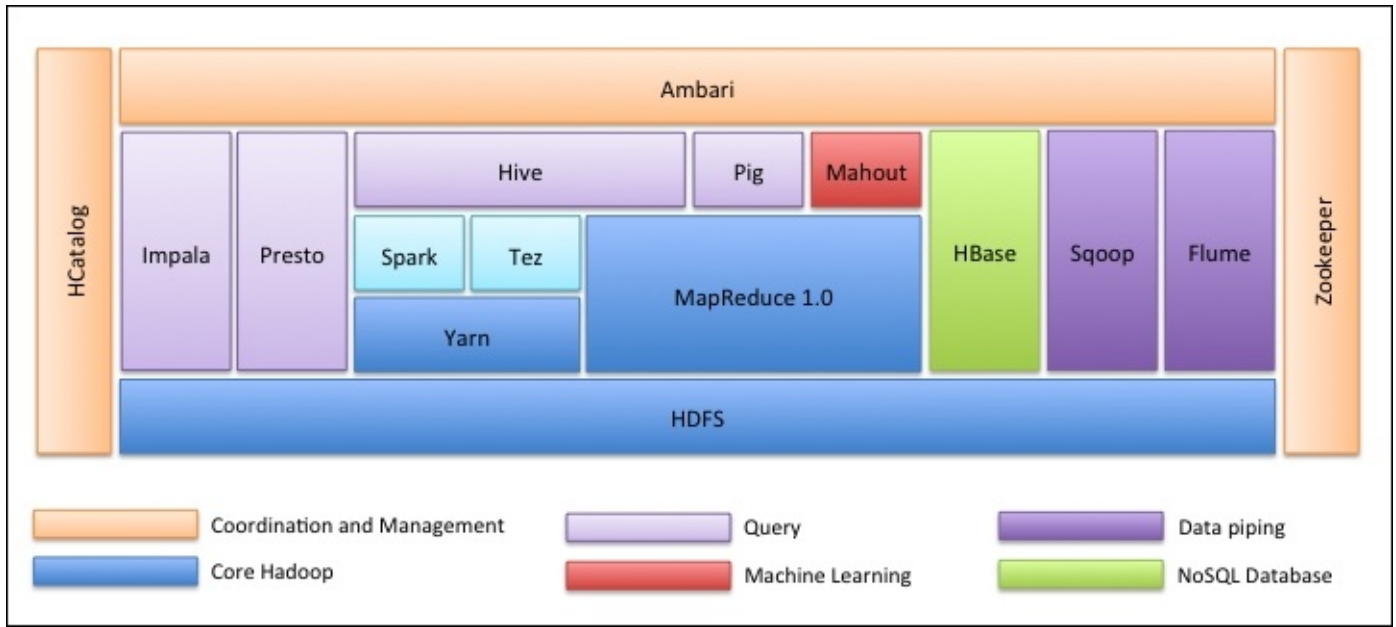 Ambari
HCatalog
Impala
Presto
Hive
Pig
Mahout
Spark
Tez
MapReduce 1.0
Yarn
HBase
Sqoop
Flume
Zookeeper
HDFS
Coordination and Management
Query
Data piping
Core Hadoop
Machine Learning
NoSQL Database